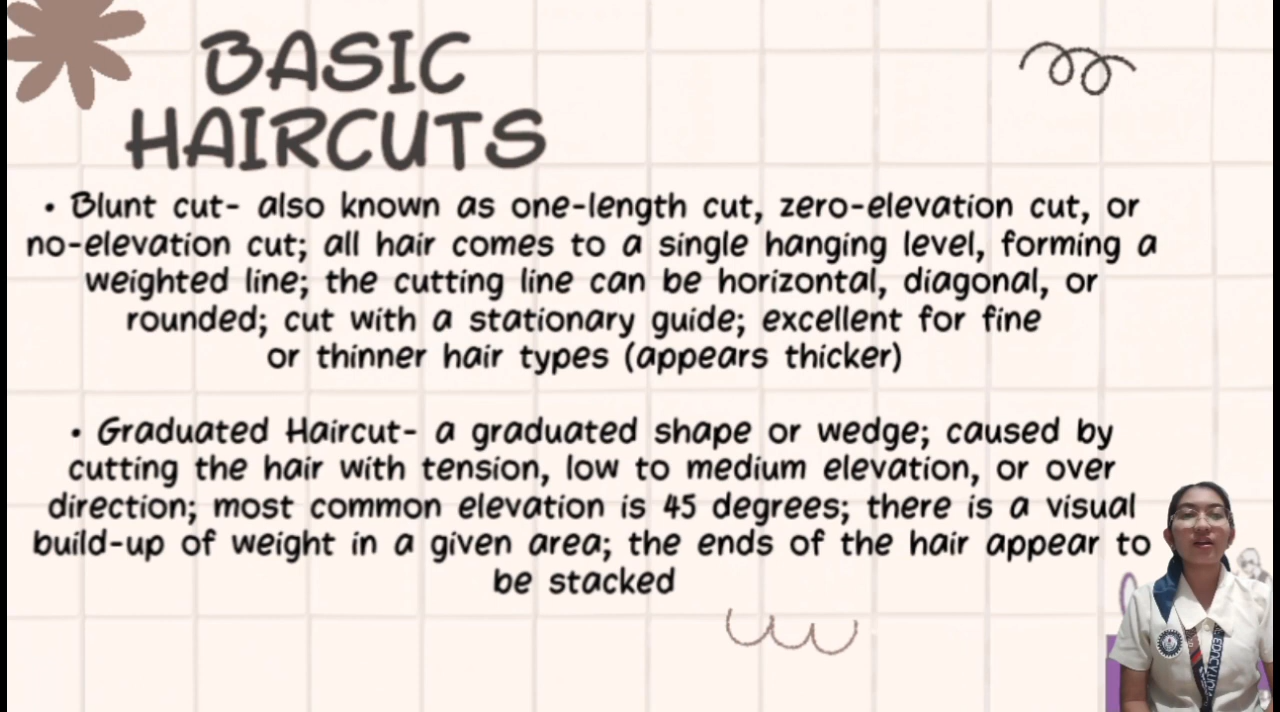 BASIC
HAIRCUTS
• Blunt cut- also known as one-length cut, zero-elevation cut, or
no-elevation cut; all hair comes to a single hanging level, forming a
weighted line; the cutting line can be horizontal, diagonal, or
rounded; cut with a stationary guide; excellent for fine
or thinner hair types (appears thicker)
• Graduated Haircut- a graduated shape or wedge; caused by
cutting the hair with tension, low to medium elevation, or over
direction; most common elevation is 45 degrees; there is a visual
build-up of weight in a given area; the ends of the hair appear to
be stacked